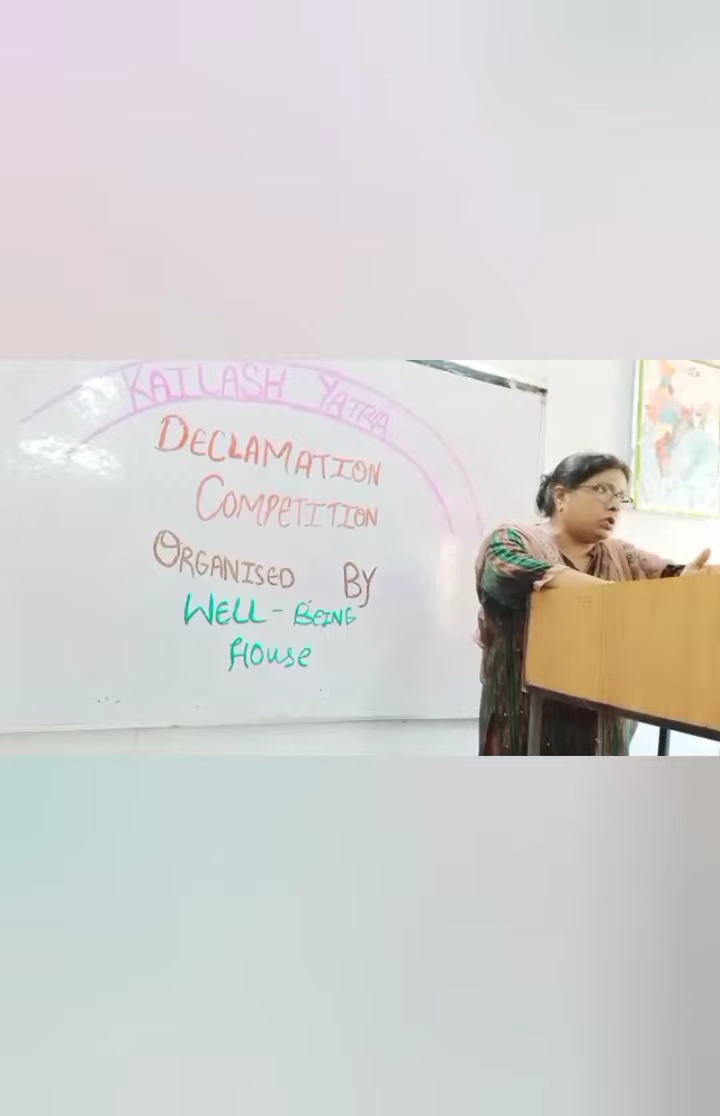 KAILASH YATRA
DECLAMATION
COMPETITION
ORGANISED BY
WELL-BEING
House